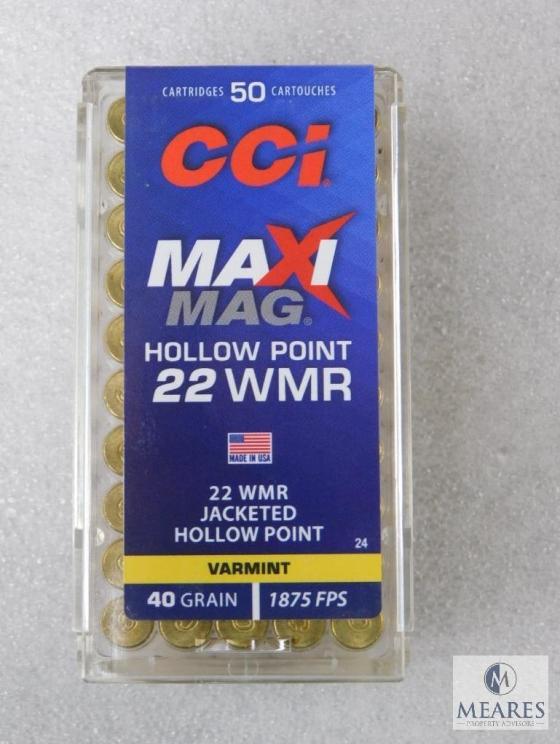 CARTRIDGES 50 CARTOUCHES
CCI®
MAXI
MAG®
HOLLOW POINT
22 WMR
MADE IN USA
22 WMR
JACKETED
HOLLOW POINT
24
VARMINT
40 GRAIN | 1875 FPS
M
MEARES
PROPERTY ADVISORS